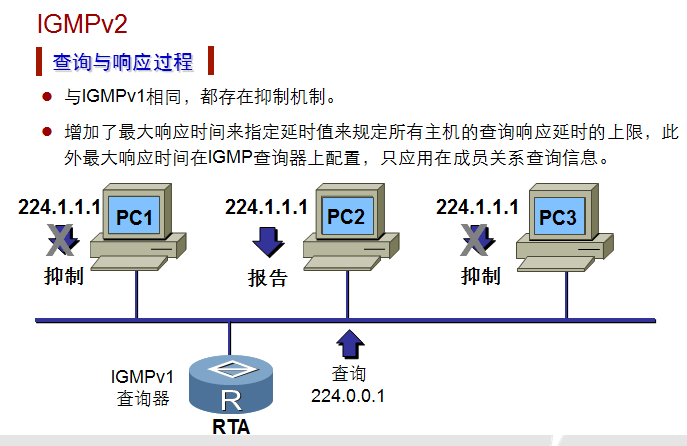 IGMPv2
查询与响应过程
与IGMPv1相同，都存在抑制机制。
增加了最大响应时间来指定延时值来规定所有主机的查询响应延时的上限，此
外最大响应时间在IGMP查询器上配置，只应用在成员关系查询信息。
224.1.1.1
PC1
抑制
224.1.1.1
PC2
报告
224.1.1.1
PC3
抑制
IGMPv1
查询器
R
RTA
查询
224.0.0.1